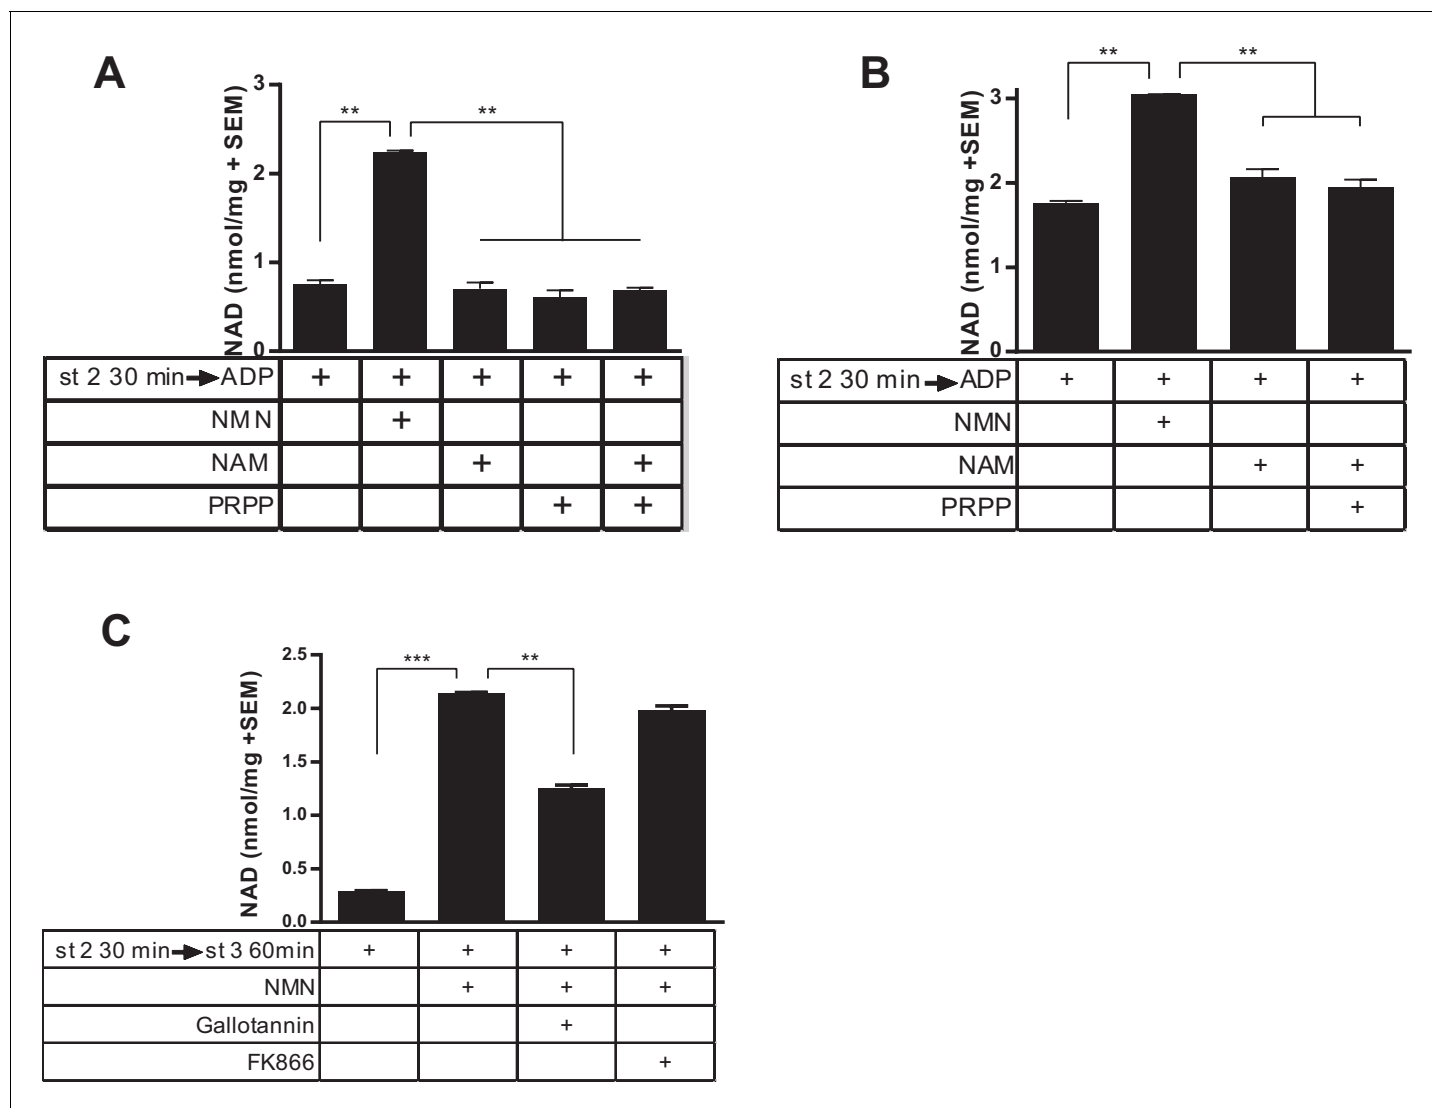 A
NAD (nmol/mg + SEM)
3
2
1
0
** **
st 2 30 min ADP + + + + +
NMN +
NAM + +
PRPP + +
B
NAD (nmol/mg +SEM)
3
2
1
0
** **
st 2 30 min ADP + + + +
NMN +
NAM + +
PRPP +
C
NAD (nmol/mg +SEM)
2.5
2.0
1.5
1.0
0.5
0.0
*** **
st 2 30 min st 3 60min + + + +
NMN + + +
Gallotannin +
FK866 +